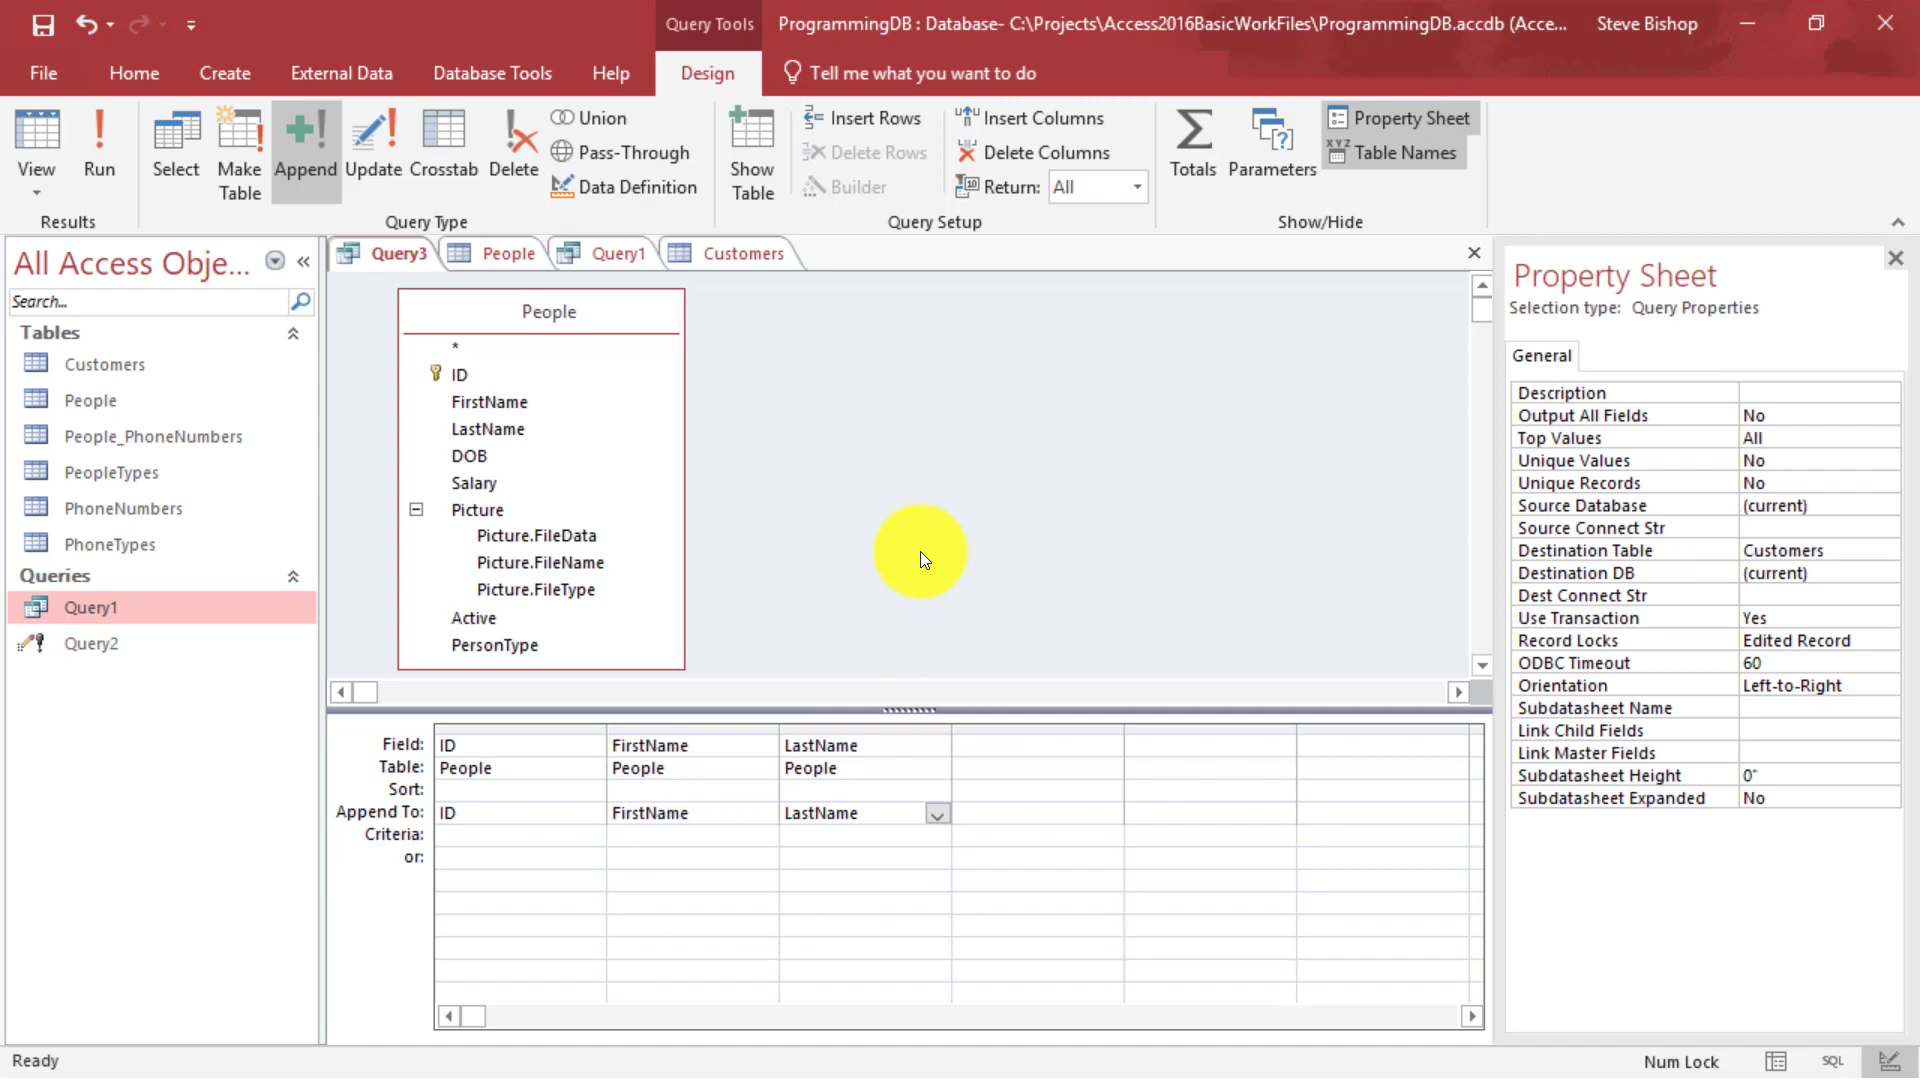 Query Tools
ProgrammingDB : Database- C:\Projects\Access2016BasicWorkFiles\ProgrammingDB.accdb (Acce...
Steve Bishop
File
Home
Create
External Data
Database Tools
Help
Design
Tell me what you want to do
View
Run
Select
Make Table
Append
Update
Crosstab
Delete
Union
Pass-Through
Data Definition
Show Table
Insert Rows
Delete Rows
Builder
Insert Columns
Delete Columns
Return: All
Totals
Parameters
Property Sheet
Table Names
Results
Query Type
Query Setup
Show/Hide
All Access Obje...
Search...
Tables
Customers
People
People_PhoneNumbers
PeopleTypes
PhoneNumbers
PhoneTypes
Queries
Query1
Query2
Query3
People
Query1
Customers
People
*
ID
FirstName
LastName
DOB
Salary
Picture
Picture.FileData
Picture.FileName
Picture.FileType
Active
PersonType
Field: ID FirstName LastName
Table: People People People
Sort:
Append To: ID FirstName LastName
Criteria:
or:
Property Sheet
Selection type: Query Properties
General
Description
Output All Fields No
Top Values All
Unique Values No
Unique Records No
Source Database (current)
Source Connect Str
Destination Table Customers
Destination DB (current)
Dest Connect Str
Use Transaction Yes
Record Locks Edited Record
ODBC Timeout 60
Orientation Left-to-Right
Subdatasheet Name
Link Child Fields
Link Master Fields
Subdatasheet Height 0"
Subdatasheet Expanded No
Ready
Num Lock
SQL